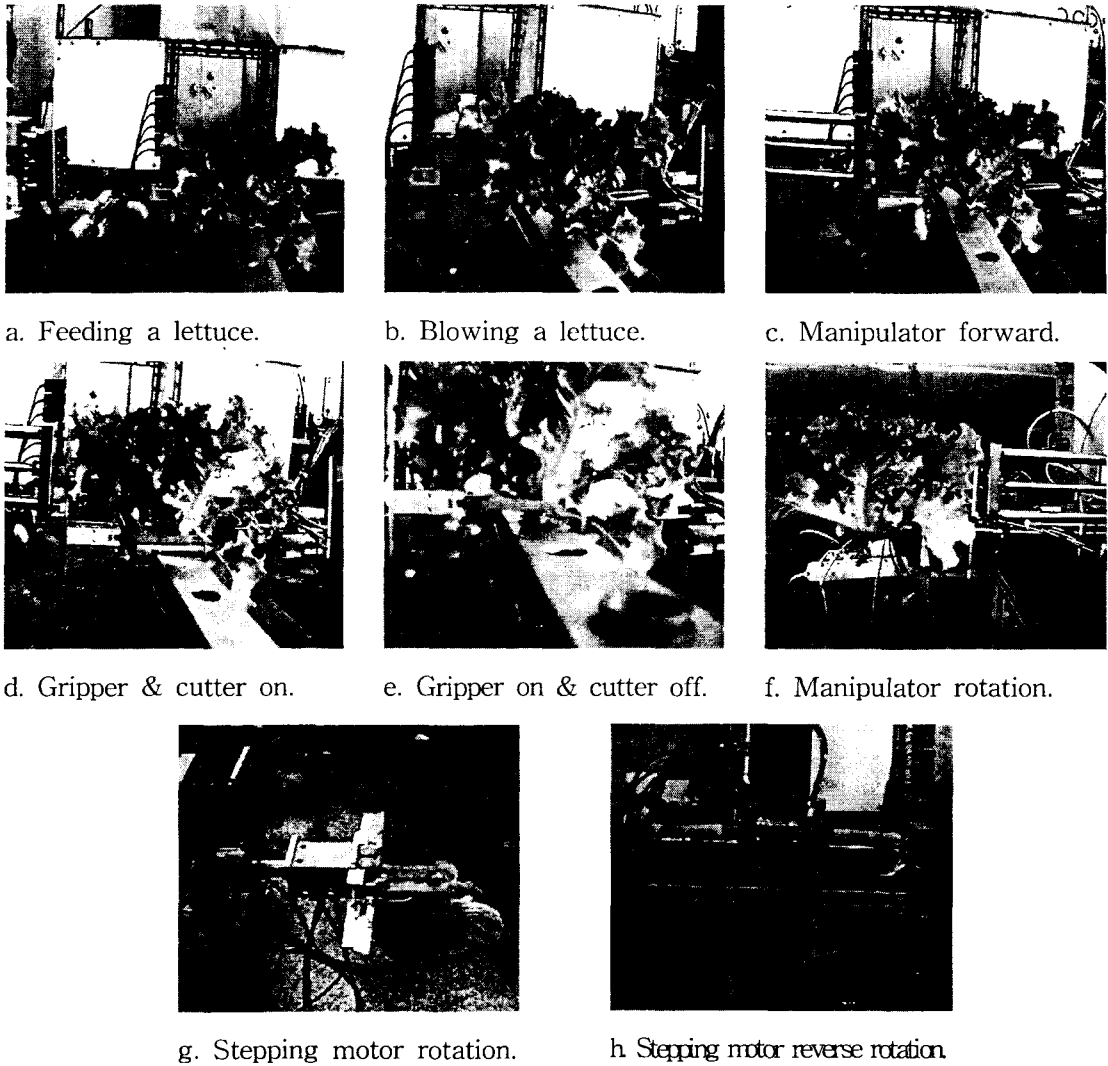 a. Feeding a lettuce.
b. Blowing a lettuce.
c. Manipulator forward.
d. Gripper & cutter on.
e. Gripper on & cutter off.
f. Manipulator rotation.
g. Stepping motor rotation.
h. Stepping motor reverse rotation.